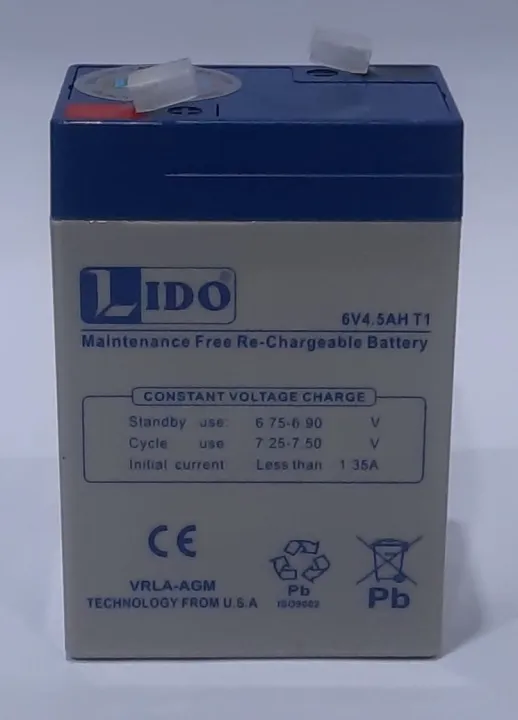 LIDO
6V4.5AH T1
Maintenance Free Re-Chargeable Battery
CONSTANT VOLTAGE CHARGE
Standby use: 6.75-6.90 V
Cycle use 7.25-7.50 V
Initial current Less than 1.35A
CE
VRLA-AGM
TECHNOLOGY FROM U.S.A
Pb
Pb